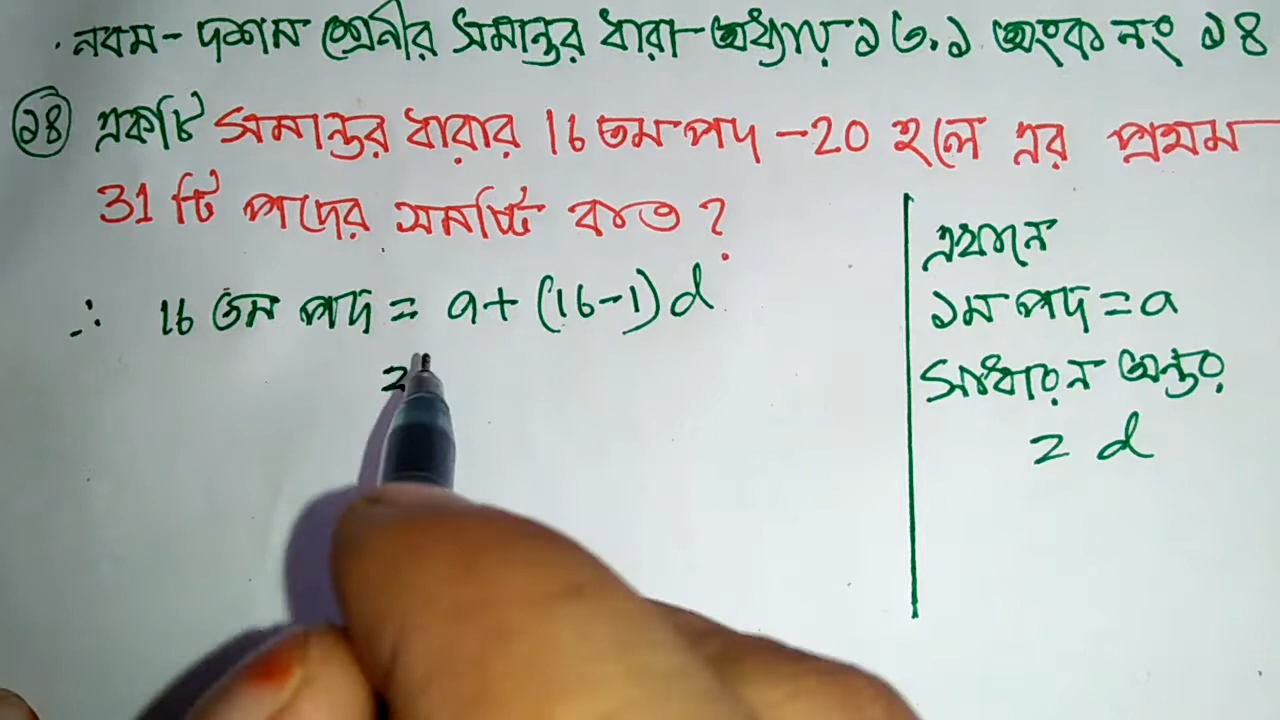 নবম - দশম শ্রেনীর সমান্তর ধারা - অধ্যায় ১৩.১ অংক নং ১৪
১৪ একটি সমান্তর ধারার 16 তম পদ -20 হলে এর প্রথম
31 টি পদের সমষ্টি কত?
∴ 16 তম পদ = a + (16-1)d
=
এখানে
১ম পদ = a
সাধারন অন্তর
= d